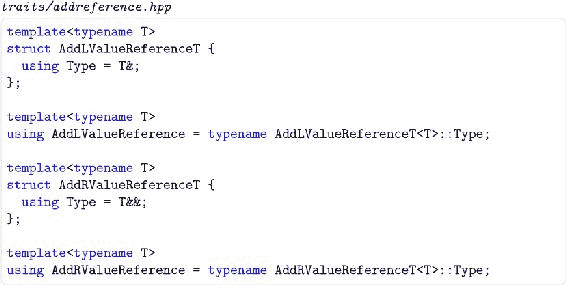 traits/addreference.hpp
template<typename T>
struct AddLValueReferenceT {
  using Type = T&;
};
template<typename T>
using AddLValueReference = typename AddLValueReferenceT<T>::Type;
template<typename T>
struct AddRValueReferenceT {
  using Type = T&&;
};
template<typename T>
using AddRValueReference = typename AddRValueReferenceT<T>::Type;